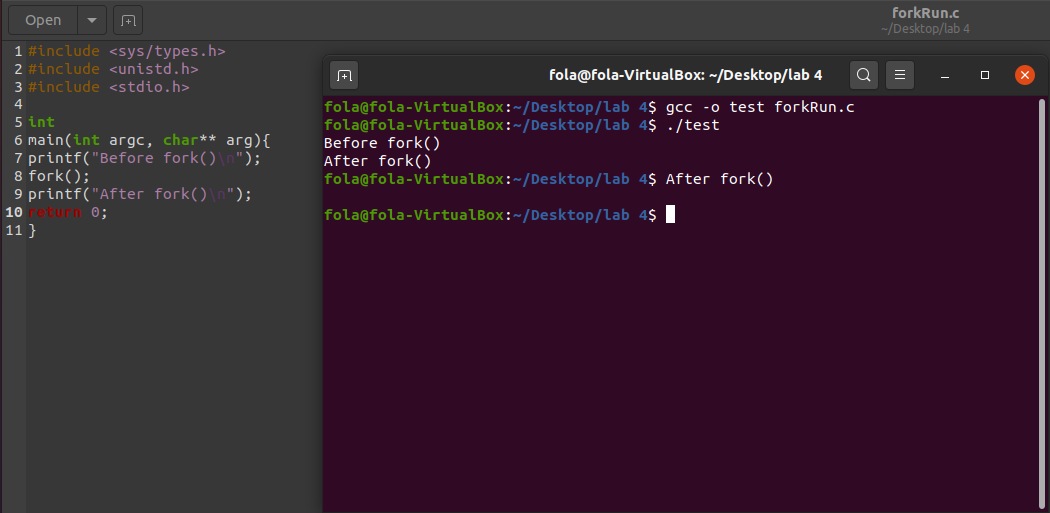 Open
forkRun.c
~/Desktop/lab 4
1 #include <sys/types.h>
2 #include <unistd.h>
3 #include <stdio.h>
4
5 int
6 main(int argc, char** arg){
7 printf("Before fork()\n");
8 fork();
9 printf("After fork()\n");
10 return 0;
11 }
fola@fola-VirtualBox: ~/Desktop/lab 4
fola@fola-VirtualBox:~/Desktop/lab 4$ gcc -o test forkRun.c
fola@fola-VirtualBox:~/Desktop/lab 4$ ./test
Before fork()
After fork()
fola@fola-VirtualBox:~/Desktop/lab 4$ After fork()
fola@fola-VirtualBox:~/Desktop/lab 4$